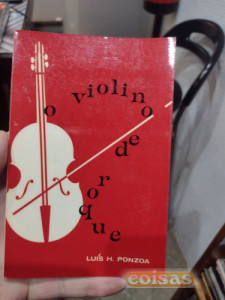 o violino
de
roque
LUÍS H. PONZOA
coisas